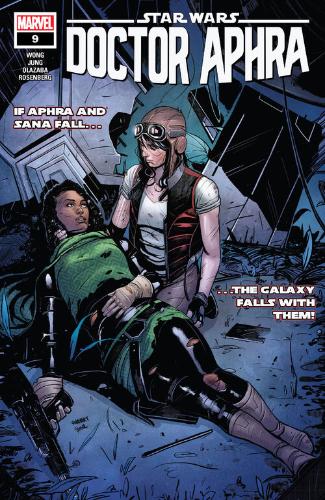 MARVEL
9
WONG
JUNG
OLAZABA
ROSENBERG
STAR WARS
DOCTOR APHRA
IF APHRA AND
SANA FALL...
...THE GALAXY
FALLS WITH
THEM!